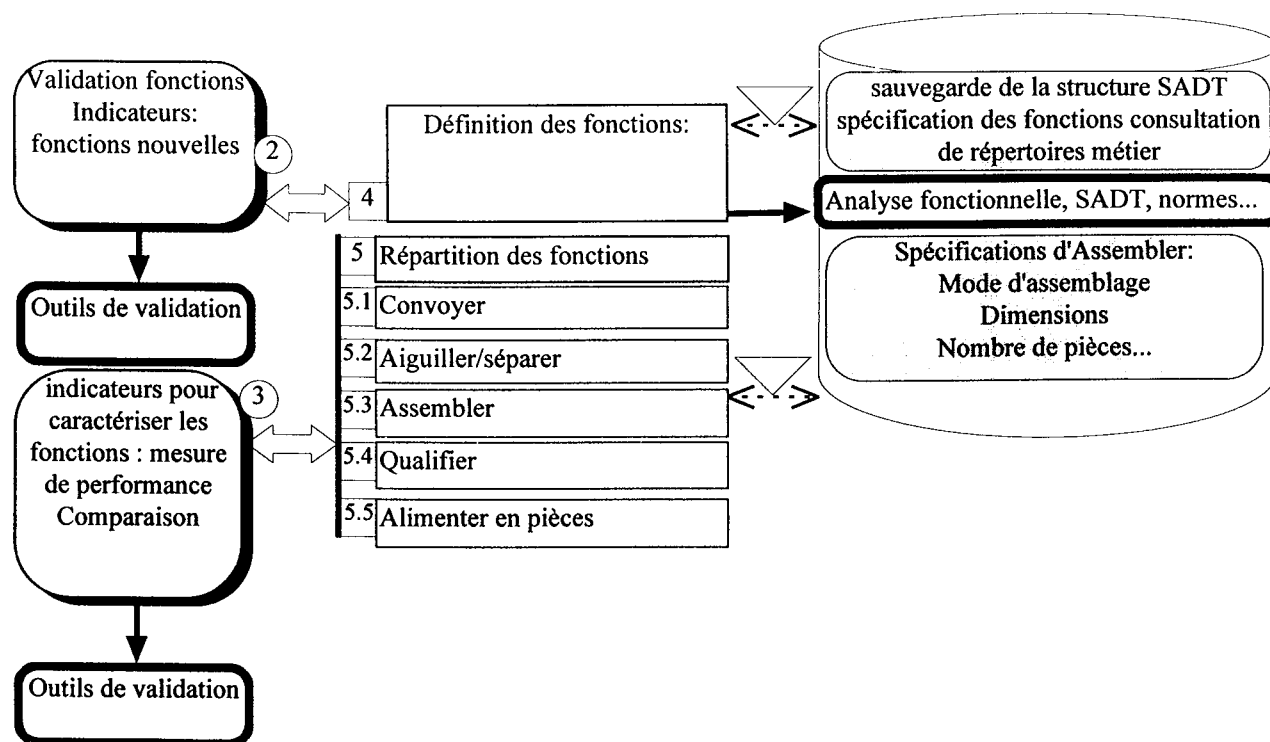 Validation fonctions
Indicateurs:
fonctions nouvelles
2
Outils de validation
indicateurs pour
caractériser les
fonctions : mesure
de performance
Comparaison
3
Outils de validation
4
Définition des fonctions:
5 Répartition des fonctions
5.1 Convoyer
5.2 Aiguiller/séparer
5.3 Assembler
5.4 Qualifier
5.5 Alimenter en pièces
sauvegarde de la structure SADT
spécification des fonctions consultation
de répertoires métier
Analyse fonctionnelle, SADT, normes...
Spécifications d'Assembler:
Mode d'assemblage
Dimensions
Nombre de pièces...